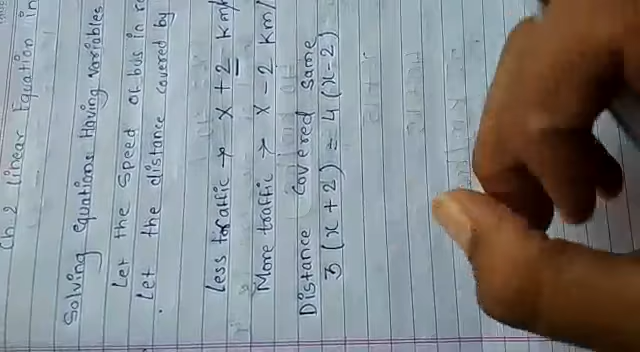 Ch 2 Linear Equation in
Solving Equations Having Variables
Let the Speed of bus in
Let the distance covered by
Less traffic → x + 2 km/h
More traffic → x - 2 km/
Distance Covered Same
3 (x + 2) = 4 (x - 2)